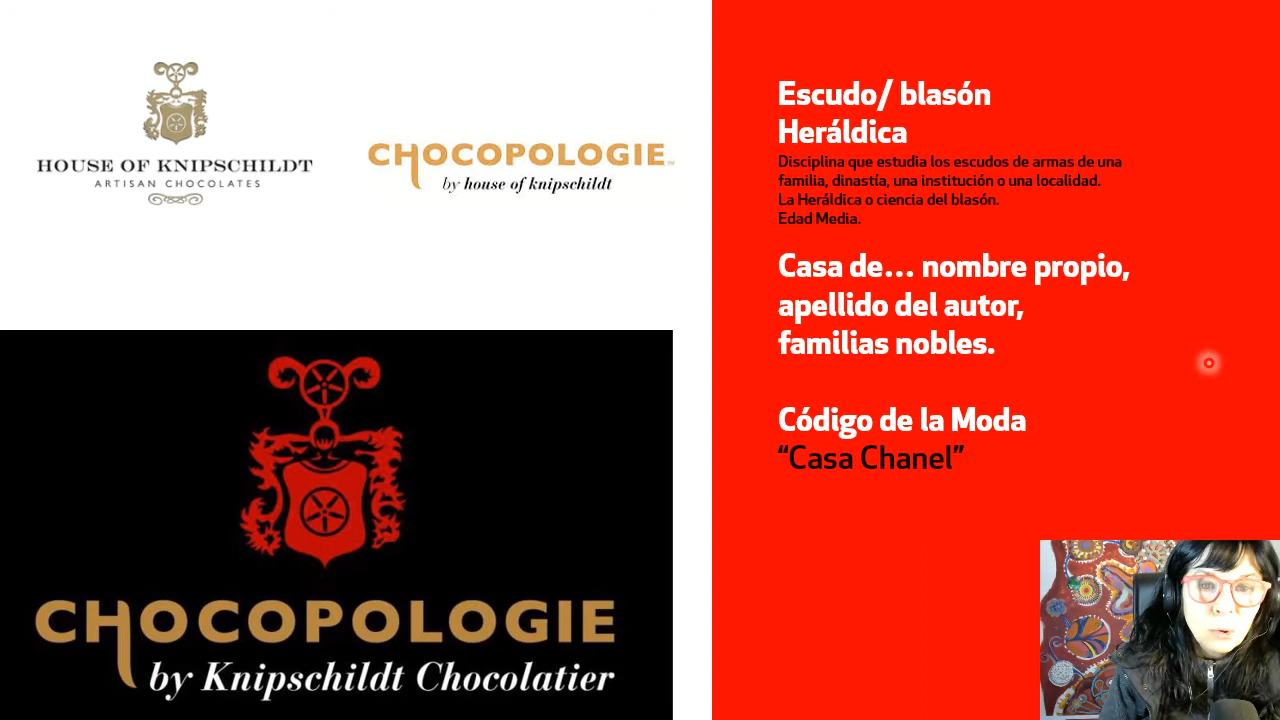 HOUSE OF KNIPSCHILDT
ARTISAN CHOCOLATES
CHOCOPOLOGIE™
by house of knipschildt
CHOCOPOLOGIE
by Knipschildt Chocolatier
Escudo/ blasón
Heráldica
Disciplina que estudia los escudos de armas de una
familia, dinastía, una institución o una localidad.
La Heráldica o ciencia del blasón.
Edad Media.
Casa de... nombre propio,
apellido del autor,
familias nobles.
Código de la Moda
“Casa Chanel”